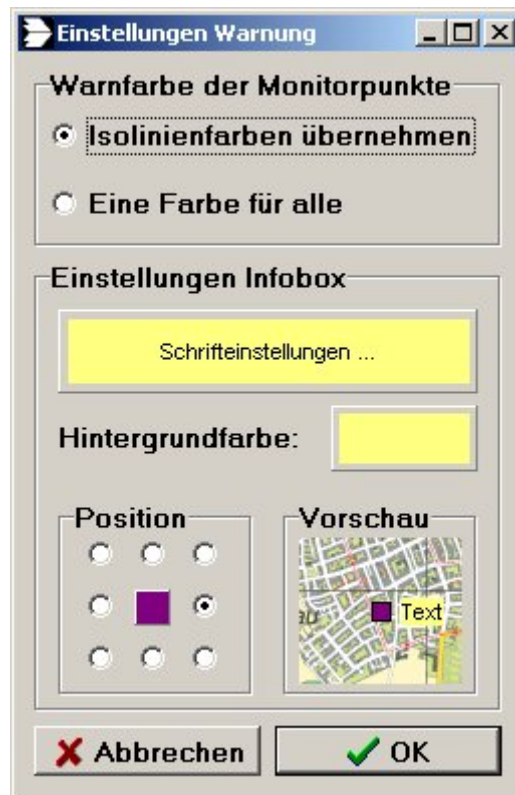 Einstellungen Warnung
Warnfarbe der Monitorpunkte
Isolinienfarben übernehmen
Eine Farbe für alle
Einstellungen Infobox
Schrifteinstellungen ...
Hintergrundfarbe:
Position
Vorschau
Text
Abbrechen
OK